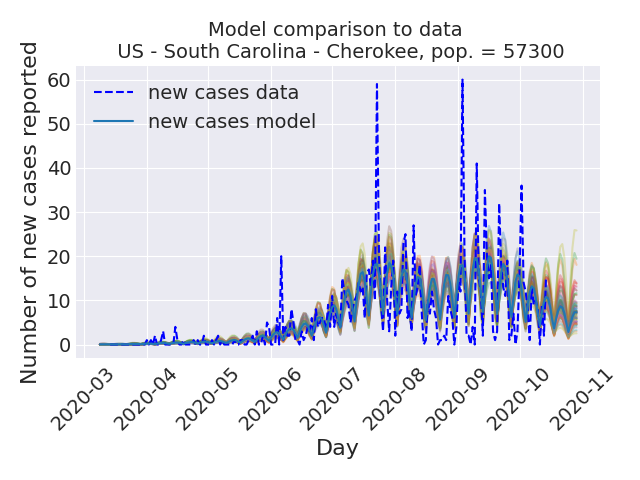 Model comparison to data
US - South Carolina - Cherokee, pop. = 57300
Number of new cases reported
60
50
40
30
20
10
0
new cases data
new cases model
2020-03
2020-04
2020-05
2020-06
2020-07
2020-08
2020-09
2020-10
2020-11
Day